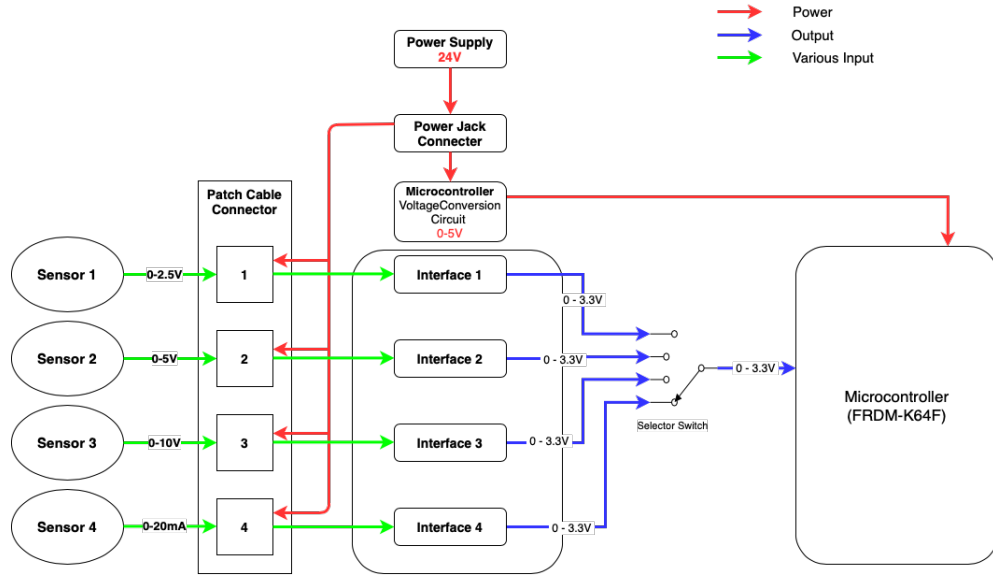 Power
Output
Various Input
Power Supply
24V
Power Jack
Connecter
Microcontroller
VoltageConversion
Circuit
0-5V
Patch Cable
Connector
Sensor 1
0-2.5V
1
Interface 1
0 - 3.3V
Sensor 2
0-5V
2
Interface 2
0 - 3.3V
0 - 3.3V
Microcontroller
(FRDM-K64F)
Selector Switch
Sensor 3
0-10V
3
Interface 3
0 - 3.3V
Sensor 4
0-20mA
4
Interface 4
0 - 3.3V